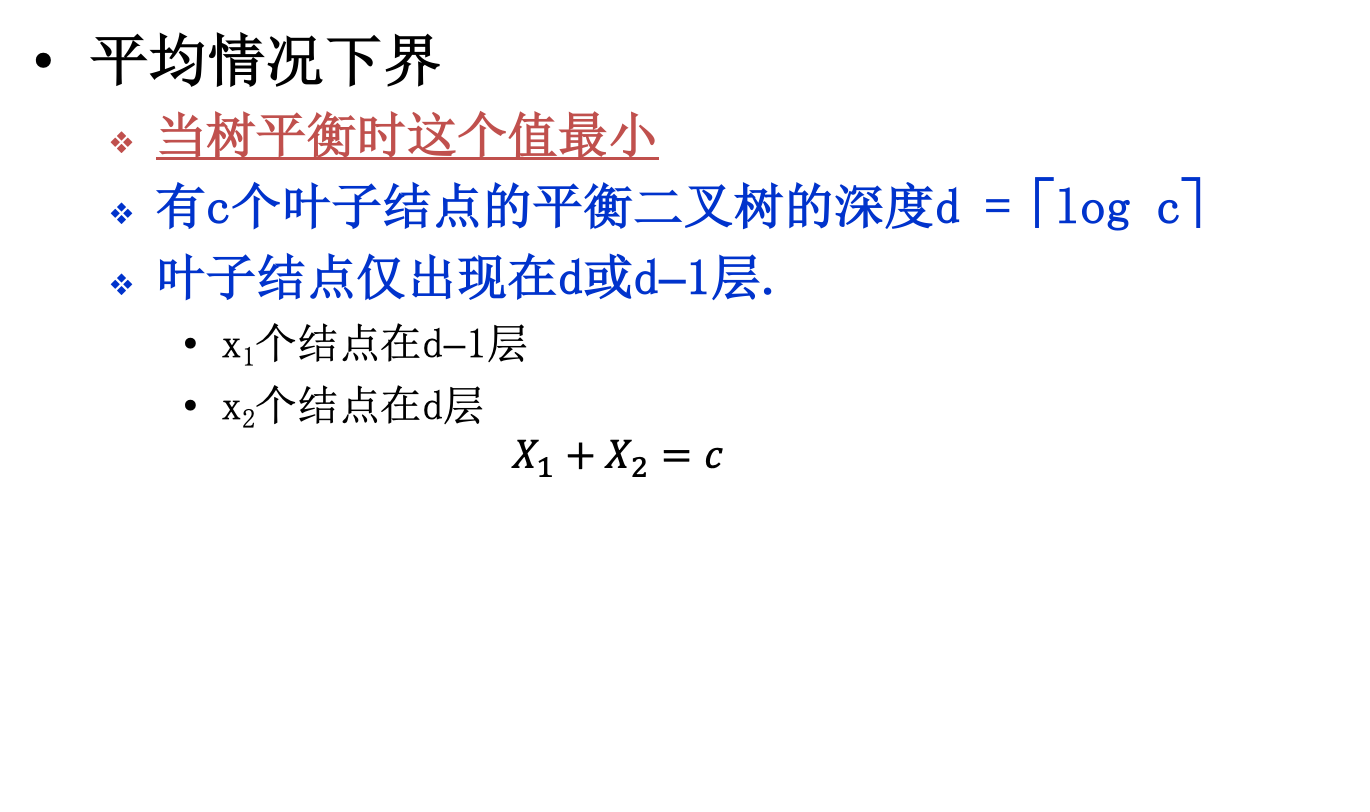 • 平均情况下界
❖ 当树平衡时这个值最小
❖ 有c个叶子结点的平衡二叉树的深度d = ⌈log c⌉
❖ 叶子结点仅出现在d或d–1层.
• x₁个结点在d–1层
• x₂个结点在d层
X₁ + X₂ = c